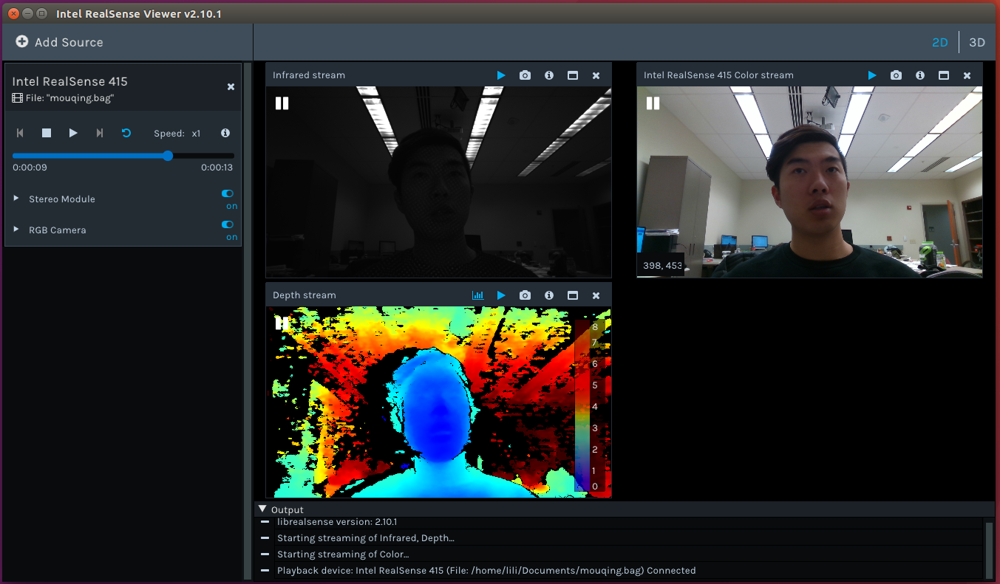 Intel RealSense Viewer v2.10.1
Add Source
2D 3D
Intel RealSense 415
File: "mouqing.bag"
Speed: x1
0:00:09 0:00:13
Stereo Module
on
RGB Camera
on
Infrared stream
Intel RealSense 415 Color stream
398, 453
Depth stream
8
7
6
5
4
3
2
1
0
Output
librealsense version: 2.10.1
Starting streaming of Infrared, Depth...
Starting streaming of Color...
Playback device: Intel RealSense 415 (File: /home/lili/Documents/mouqing.bag) Connected